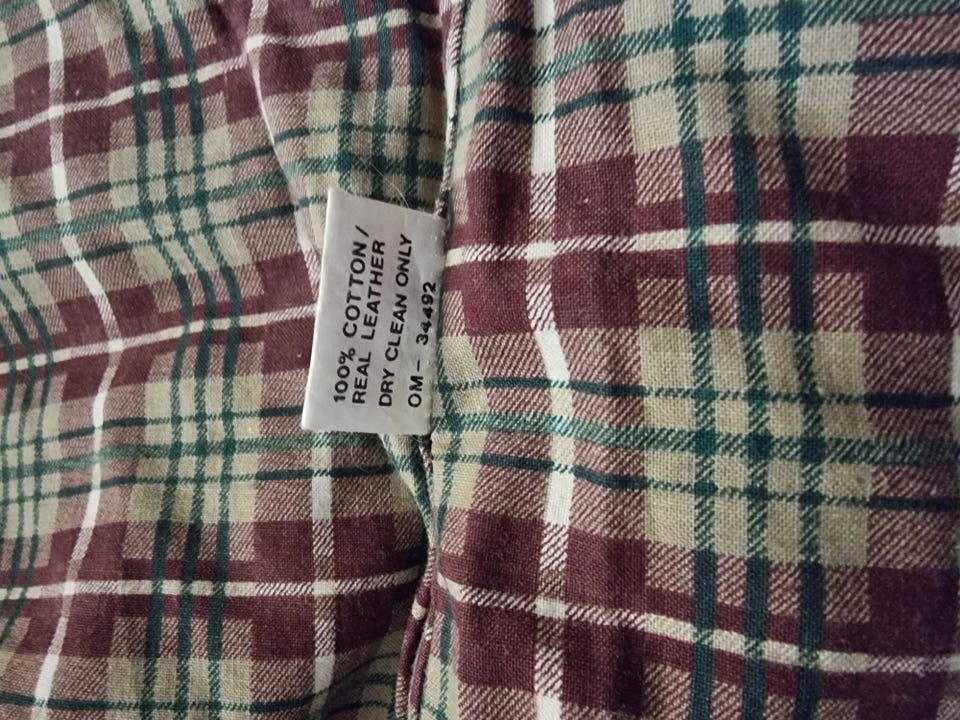 100% COTTON/
REAL LEATHER
DRY CLEAN ONLY
OM- 34492